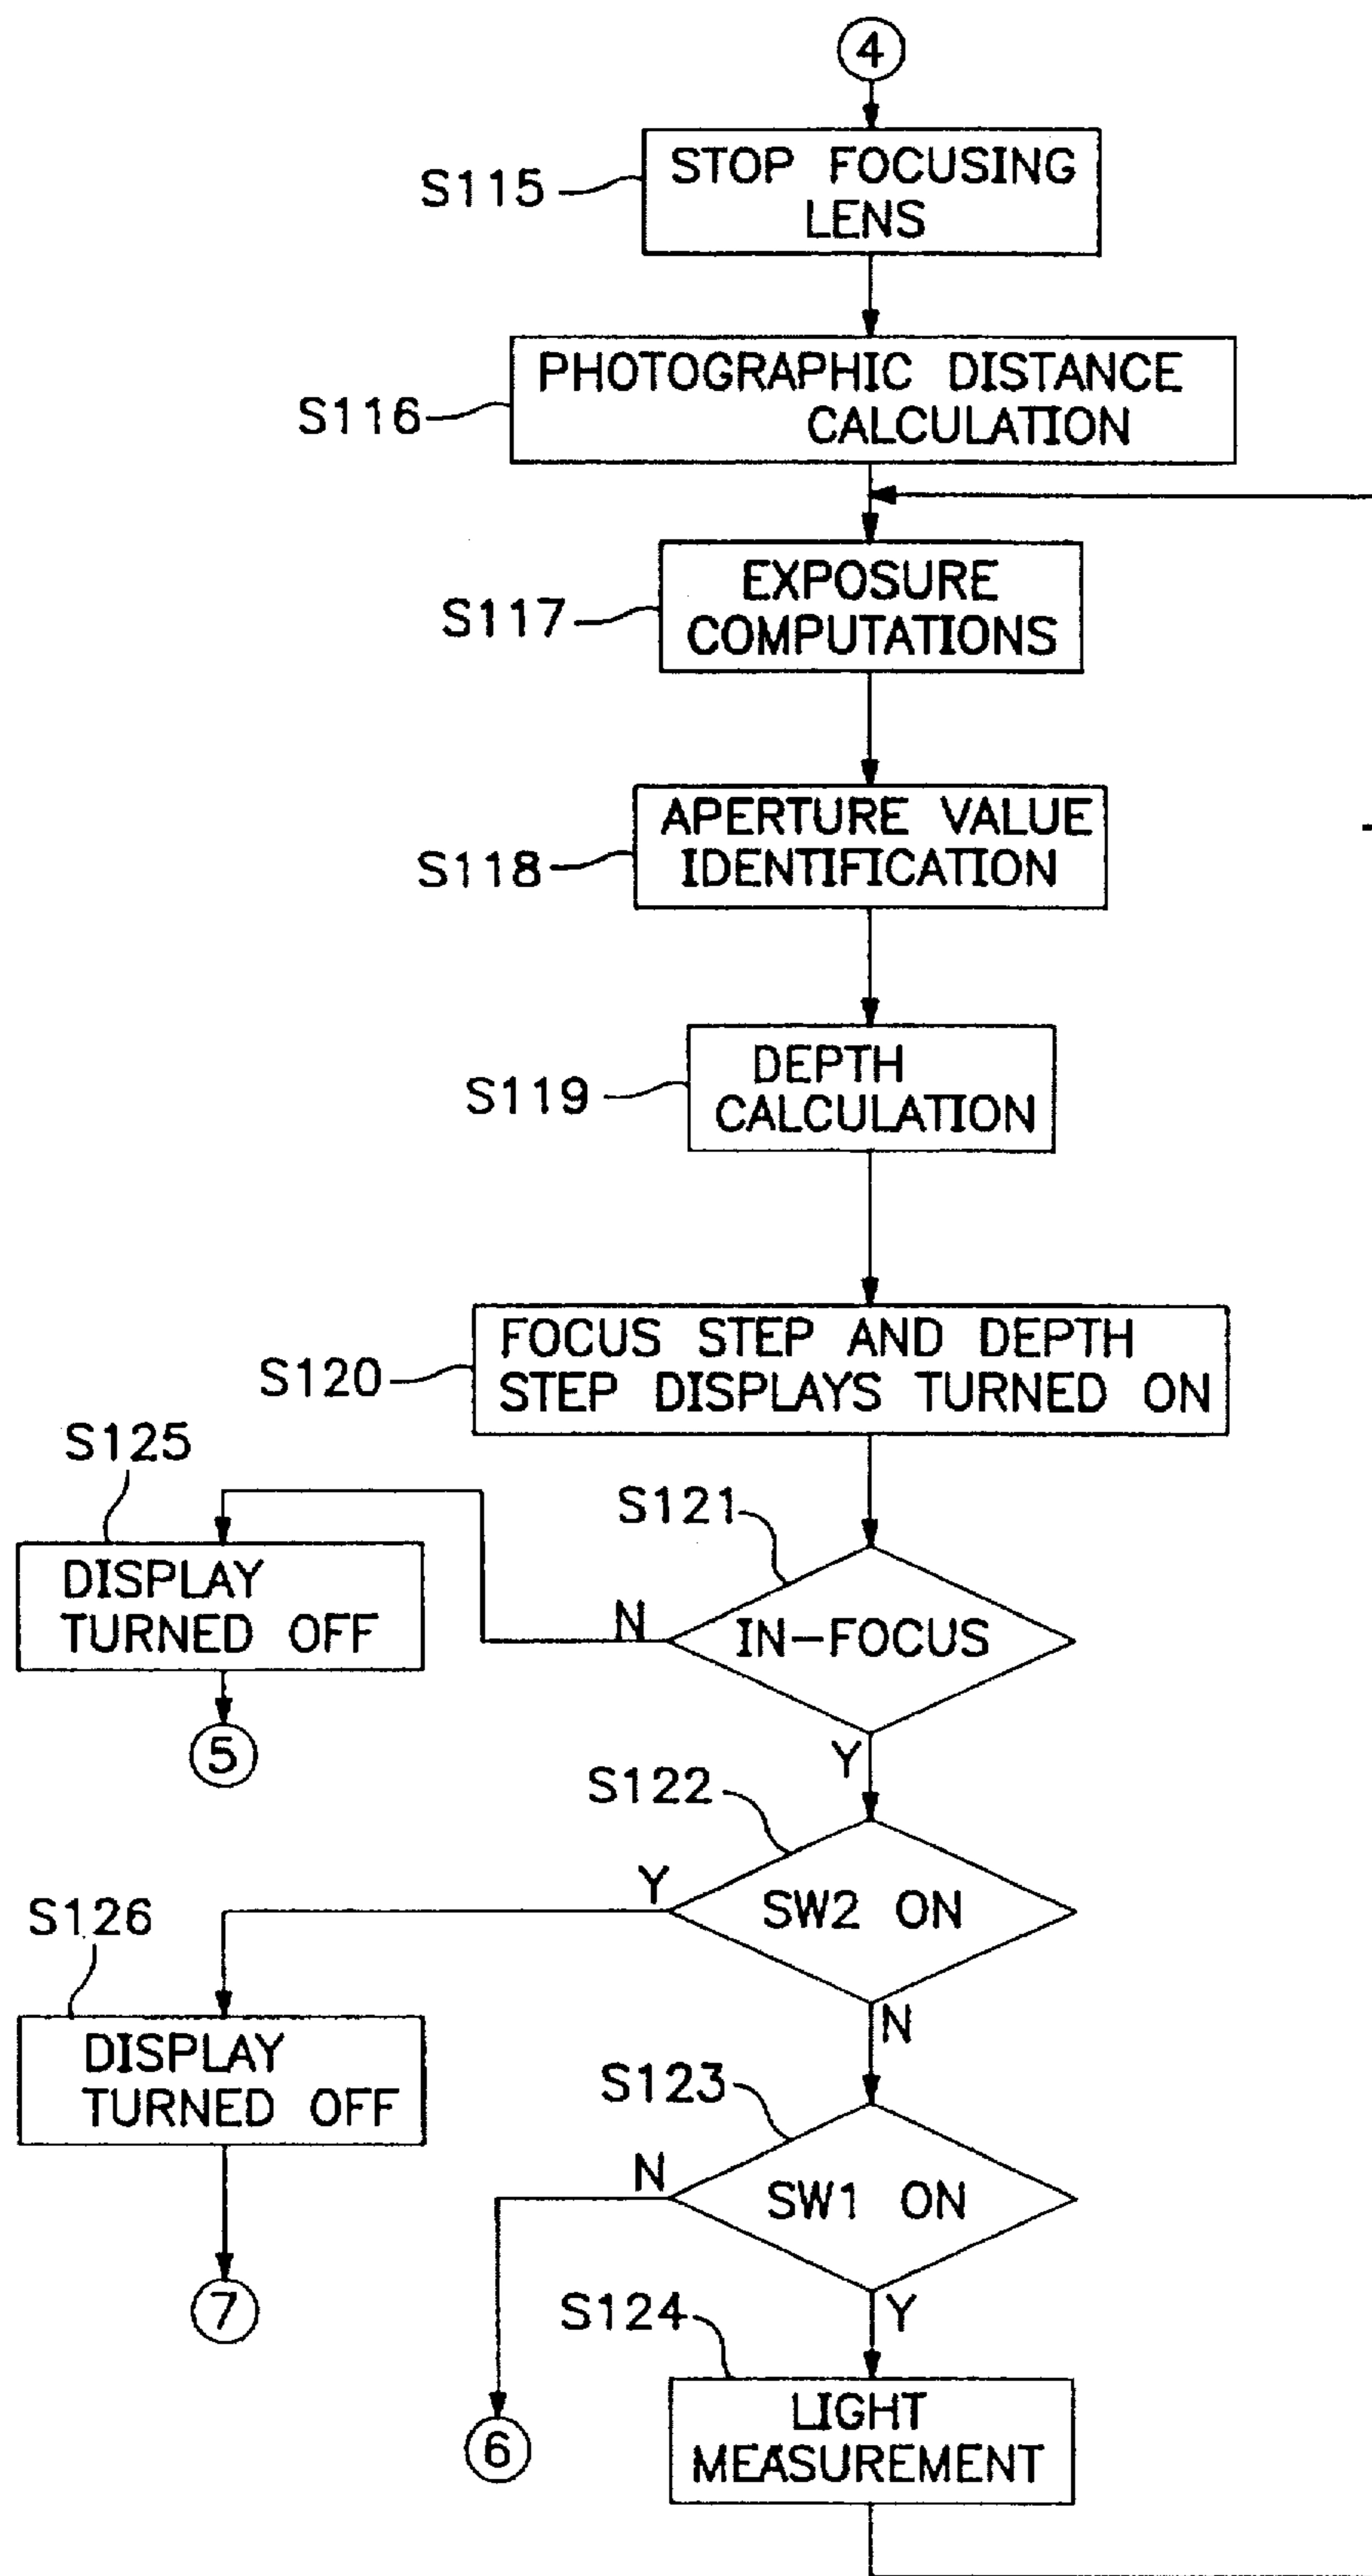 4
S115
STOP FOCUSING
LENS
S116
PHOTOGRAPHIC DISTANCE
CALCULATION
S117
EXPOSURE
COMPUTATIONS
S118
APERTURE VALUE
IDENTIFICATION
S119
DEPTH
CALCULATION
S120
FOCUS STEP AND DEPTH
STEP DISPLAYS TURNED ON
S125
DISPLAY
TURNED OFF
5
S121
IN-FOCUS
N
Y
S122
SW2 ON
Y
N
S126
DISPLAY
TURNED OFF
7
S123
SW1 ON
N
Y
6
S124
LIGHT
MEASUREMENT